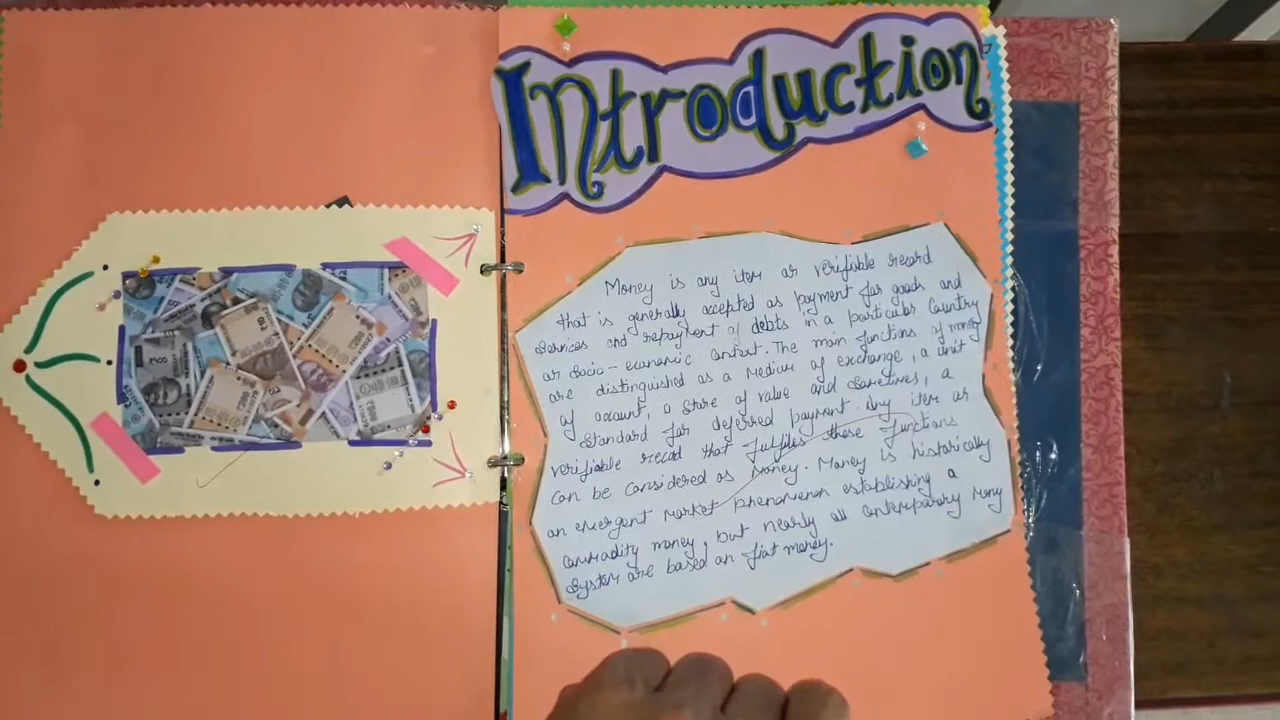 Introduction
Money is any item or verifiable record
that is generally accepted as payment for goods and
services and repayment of debts in a particular Country
or socio-economic context. The main functions of money
are distinguished as a medium of exchange, a unit
of account, a store of value and sometimes, a
standard for deferred payment. Any item or
verifiable record that fulfiles these functions
can be considered as money. Money is historically
an emergent market phenomenon establishing a
commodity money, but nearly all contemporary money
system are based on fiat money.